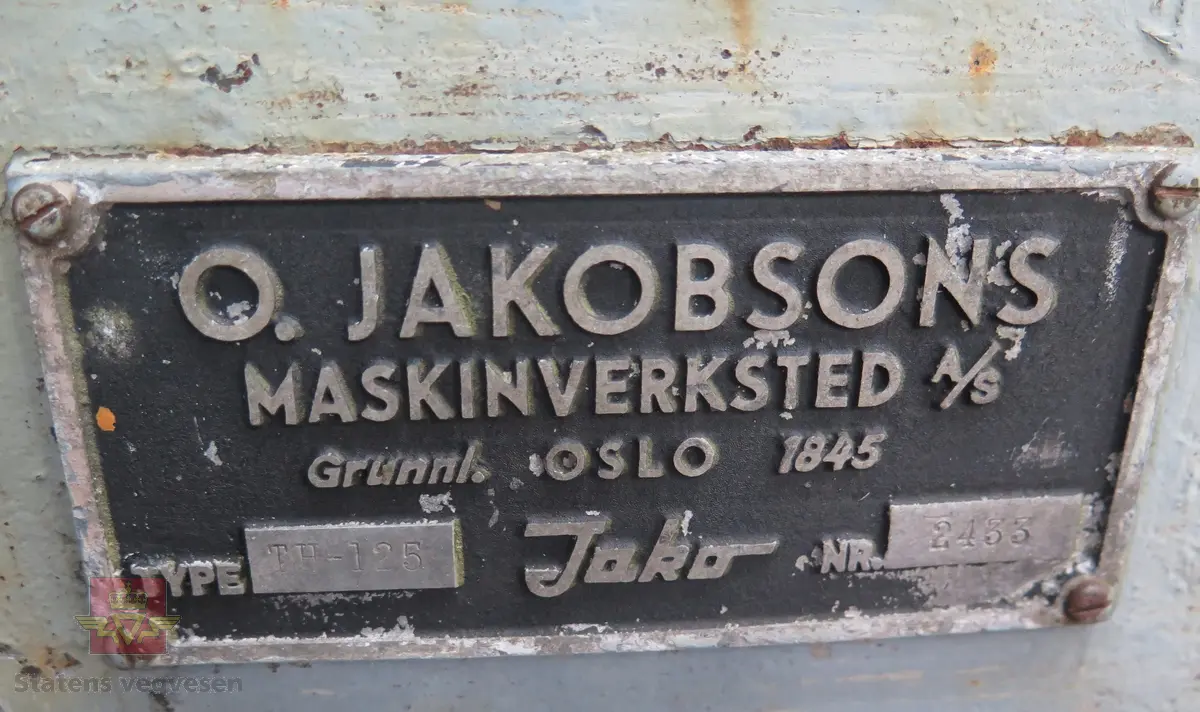 O. JAKOBSONS
MASKINVERKSTED A/S
Grunnl. OSLO 1845
TYPE TH-125 Jako NR. 2433
Statens vegvesen